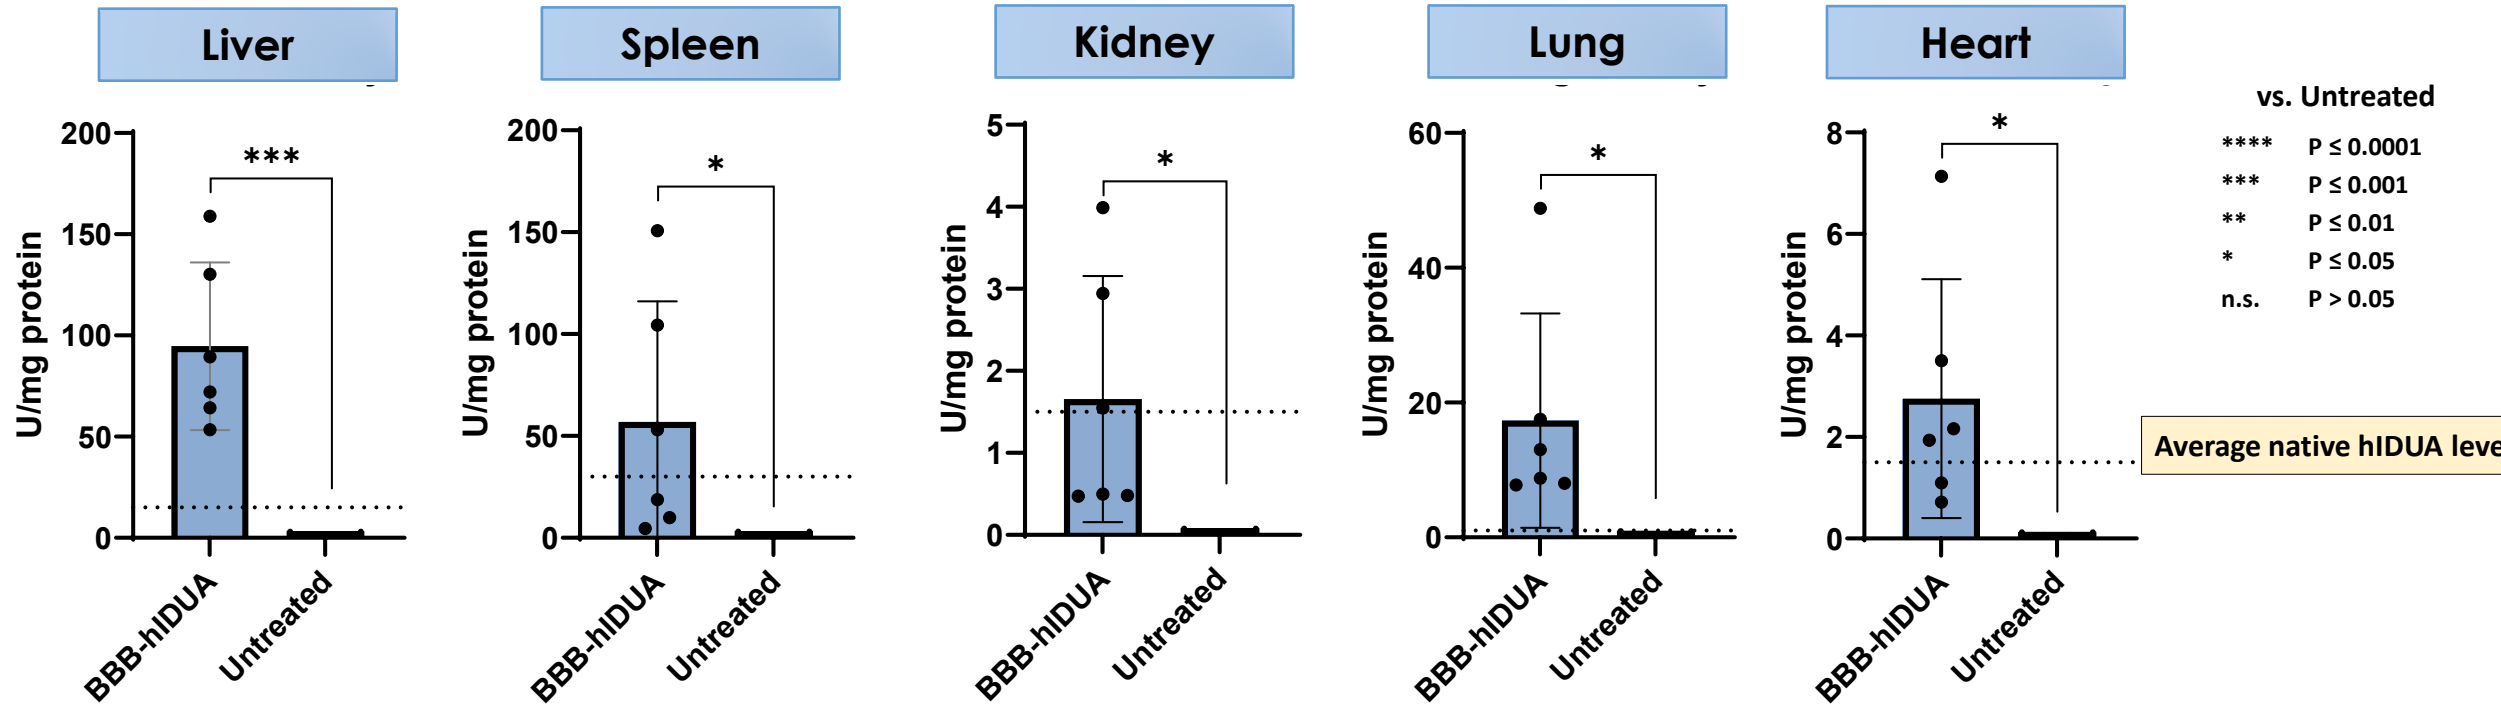 Liver
Spleen
Kidney
Lung
Heart
vs. Untreated
**** P ≤ 0.0001
*** P ≤ 0.001
** P ≤ 0.01
* P ≤ 0.05
n.s. P > 0.05
U/mg protein
200
150
100
50
0
***
BBB-hIDUA
Untreated
U/mg protein
200
150
100
50
0
*
BBB-hIDUA
Untreated
U/mg protein
5
4
3
2
1
0
*
BBB-hIDUA
Untreated
U/mg protein
60
40
20
0
*
BBB-hIDUA
Untreated
U/mg protein
8
6
4
2
0
*
BBB-hIDUA
Untreated
Average native hIDUA leve